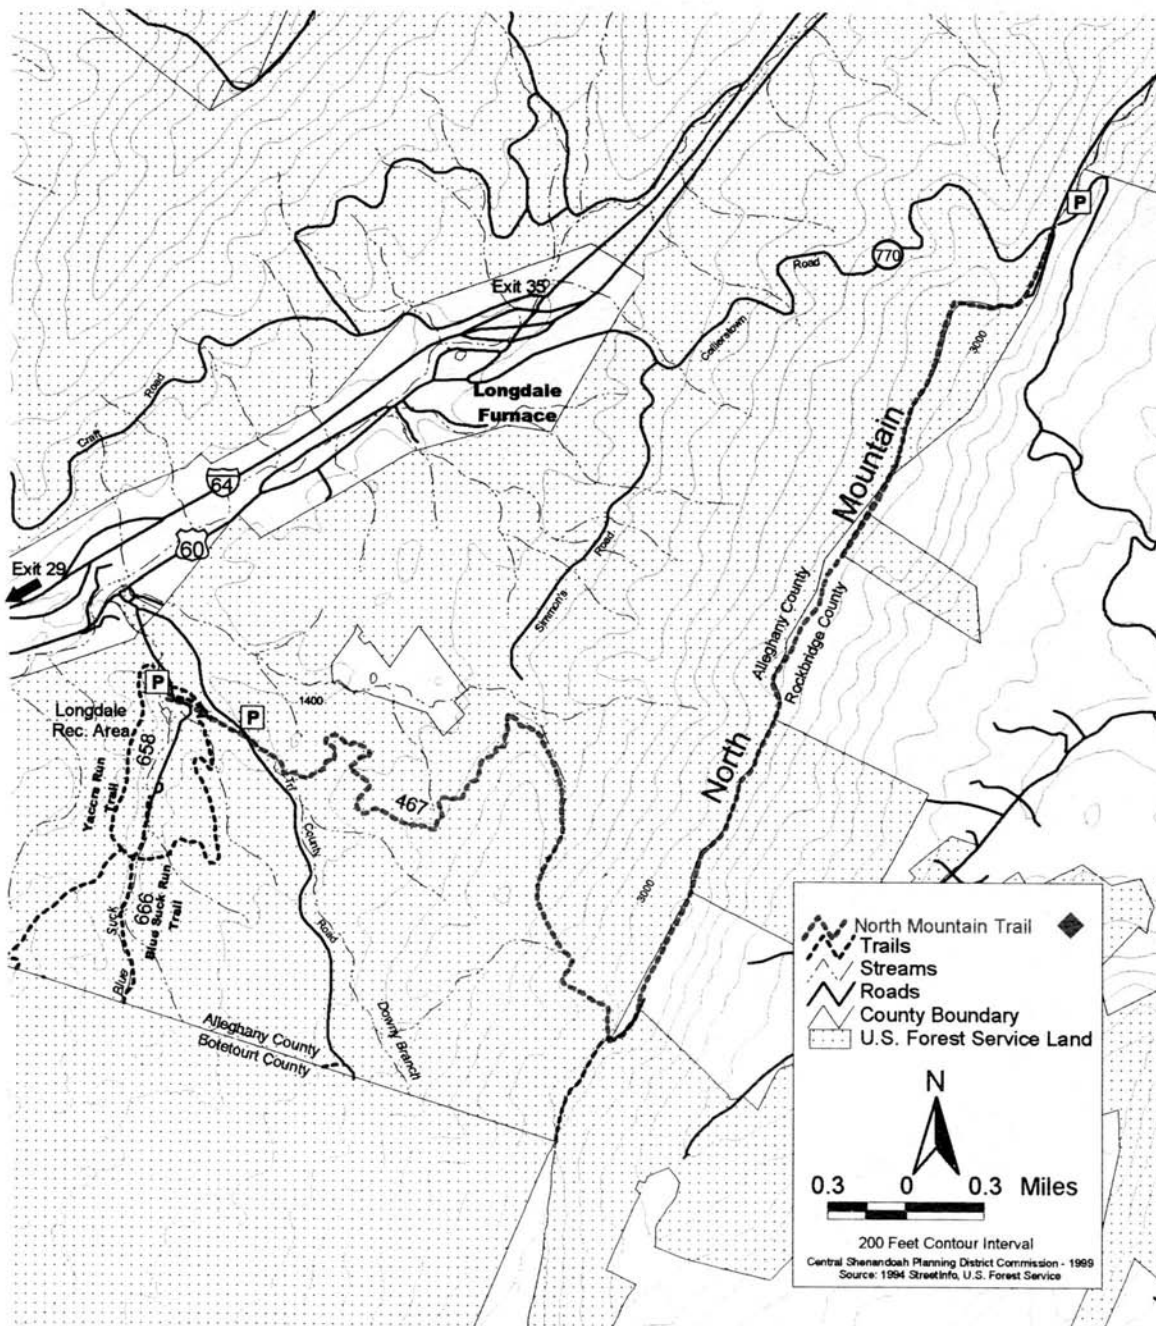 P
770
Road
Exit 35
Collierstown
3000
Longdale
Furnace
Road
Craft
Mountain
64
60
Road
Exit 29
Simmon's
Alleghany County
Rockbridge County
P
1400
P
Longdale
Rec. Area
658
North
Yaccrs Run
Trail
467
County
3000
666
Blue Suck Run
Trail
Suck
Road
Blue
Downy Branch
Alleghany County
Botetourt County
North Mountain Trail
Trails
Streams
Roads
County Boundary
U.S. Forest Service Land
N
0.3 0 0.3 Miles
200 Feet Contour Interval
Central Shenandoah Planning District Commission - 1999
Source: 1994 StreetInfo, U.S. Forest Service